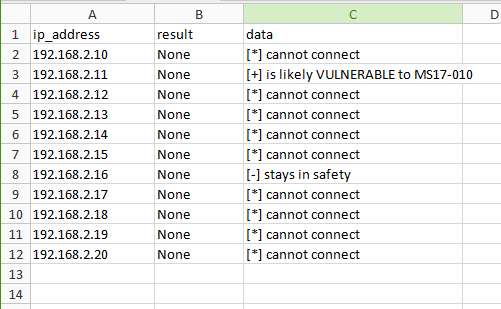 A B C D
1 ip_address result data
2 192.168.2.10 None [*] cannot connect
3 192.168.2.11 None [+] is likely VULNERABLE to MS17-010
4 192.168.2.12 None [*] cannot connect
5 192.168.2.13 None [*] cannot connect
6 192.168.2.14 None [*] cannot connect
7 192.168.2.15 None [*] cannot connect
8 192.168.2.16 None [-] stays in safety
9 192.168.2.17 None [*] cannot connect
10 192.168.2.18 None [*] cannot connect
11 192.168.2.19 None [*] cannot connect
12 192.168.2.20 None [*] cannot connect
13
14